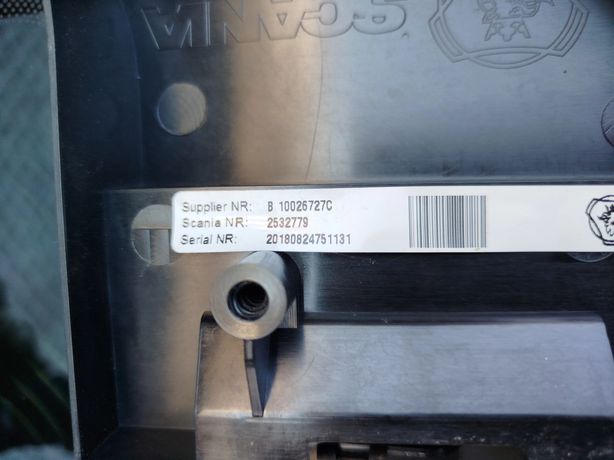 SCANIA
Supplier NR: B 10026727C
Scania NR: 2532779
Serial NR: 20180824751131